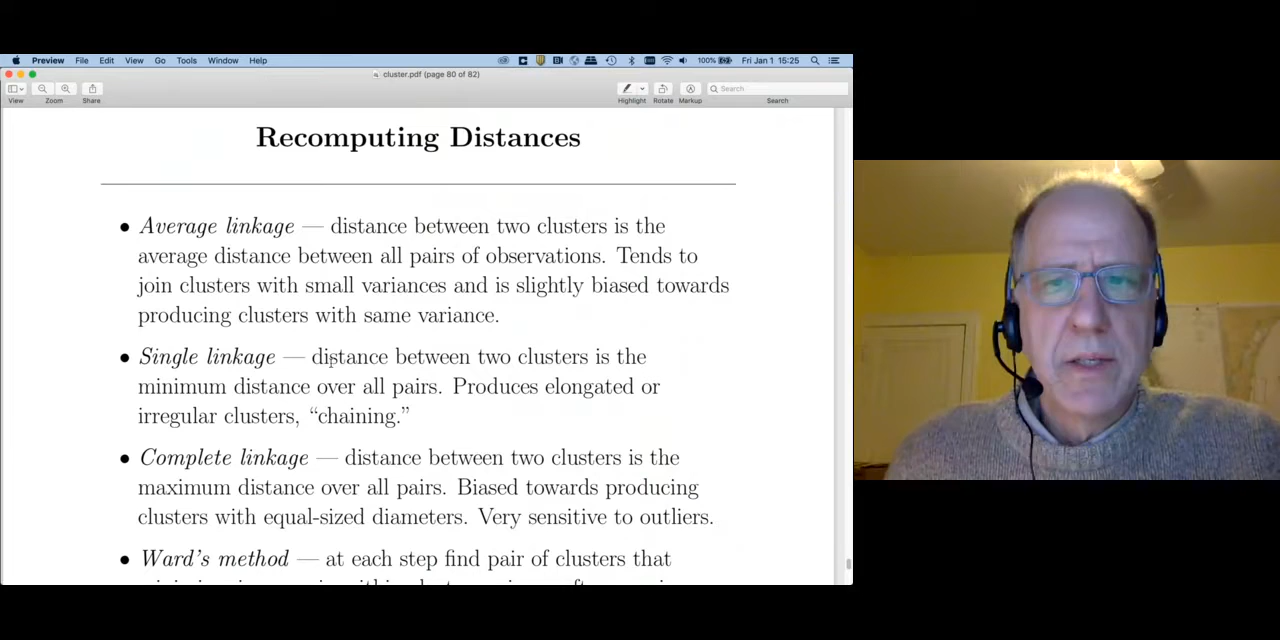 Preview File Edit View Go Tools Window Help 100% Fri Jan 1 15:25
cluster.pdf (page 80 of 82)
Search
View Zoom Share Highlight Rotate Markup Search
Recomputing Distances
• Average linkage — distance between two clusters is the
average distance between all pairs of observations. Tends to
join clusters with small variances and is slightly biased towards
producing clusters with same variance.
• Single linkage — distance between two clusters is the
minimum distance over all pairs. Produces elongated or
irregular clusters, “chaining.”
• Complete linkage — distance between two clusters is the
maximum distance over all pairs. Biased towards producing
clusters with equal-sized diameters. Very sensitive to outliers.
• Ward’s method — at each step find pair of clusters that